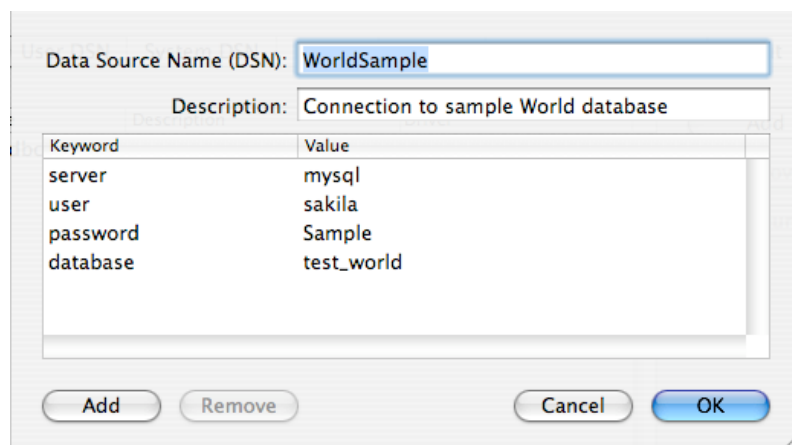 Data Source Name (DSN): WorldSample
Description: Connection to sample World database
Keyword Value
server mysql
user sakila
password Sample
database test_world
Add Remove Cancel OK